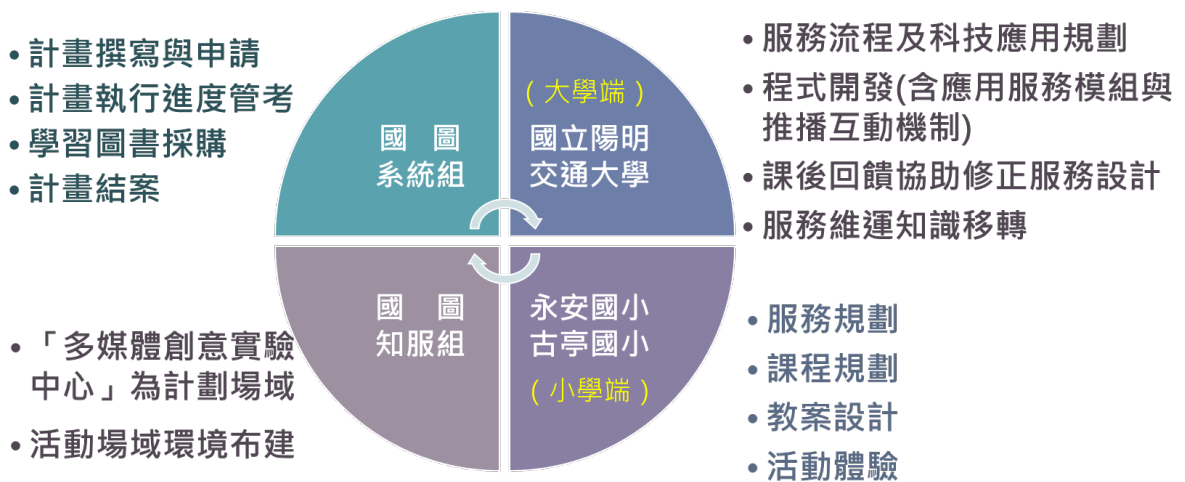 • 計畫撰寫與申請
• 計畫執行進度管考
• 學習圖書採購
• 計畫結案
國 圖
系統組
(大學端)
國立陽明
交通大學
• 服務流程及科技應用規劃
• 程式開發(含應用服務模組與
推播互動機制)
• 課後回饋協助修正服務設計
• 服務維運知識移轉
• 「多媒體創意實驗
中心」為計劃場域
• 活動場域環境布建
國 圖
知服組
永安國小
古亭國小
(小學端)
• 服務規劃
• 課程規劃
• 教案設計
• 活動體驗